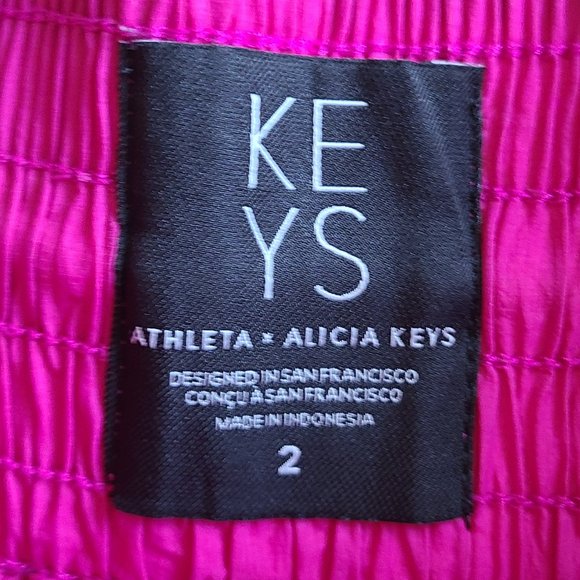 KE
YS
ATHLETA • ALICIA KEYS
DESIGNED IN SAN FRANCISCO
CONÇU À SAN FRANCISCO
MADE IN INDONESIA
2